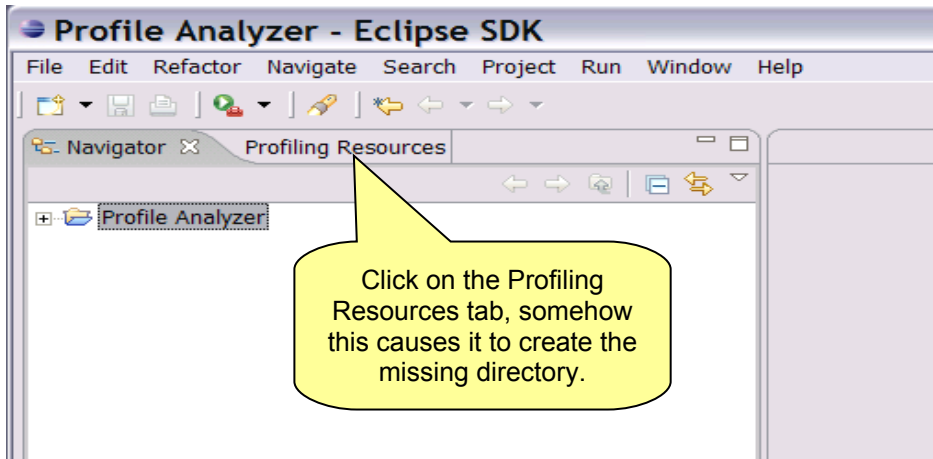 Profile Analyzer - Eclipse SDK
File Edit Refactor Navigate Search Project Run Window Help
Navigator Profiling Resources
Profile Analyzer
Click on the Profiling
Resources tab, somehow
this causes it to create the
missing directory.